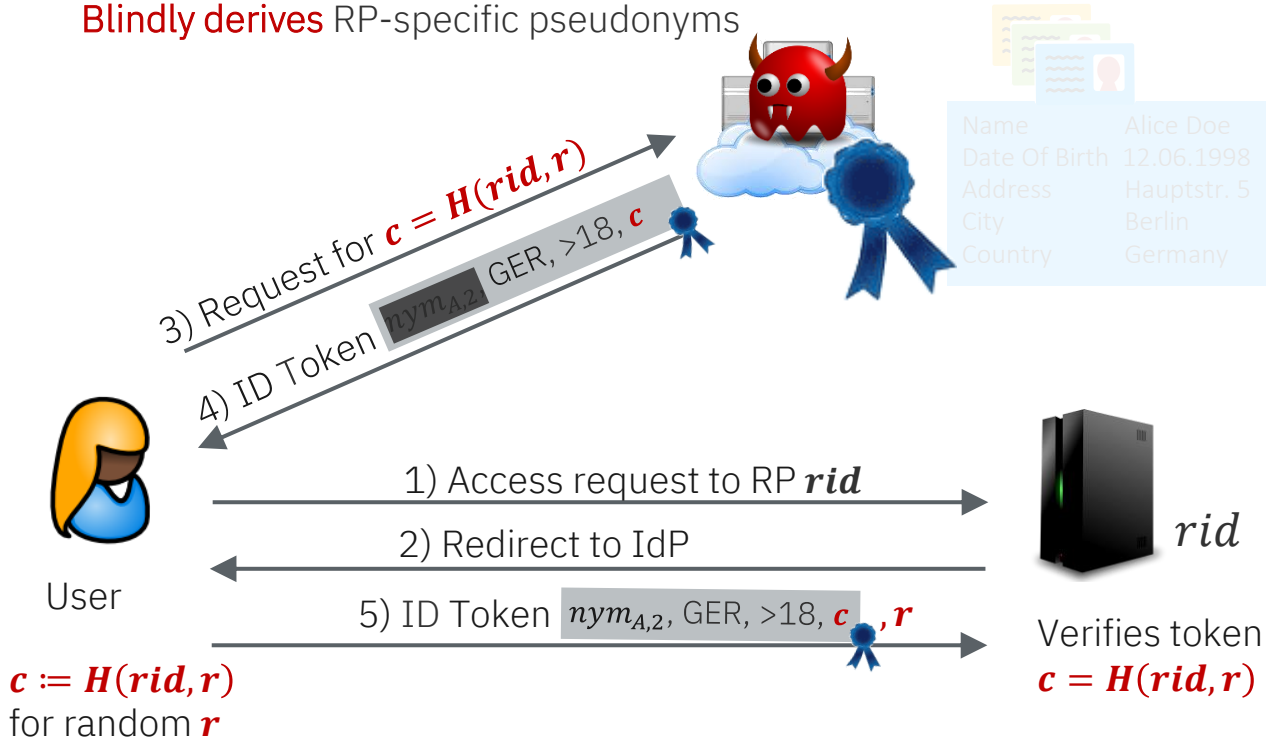 Blindly derives RP-specific pseudonyms
Name Alice Doe
Date Of Birth 12.06.1998
Address Hauptstr. 5
City Berlin
Country Germany
3) Request for c = H(rid, r)
4) ID Token nym_{A,2}, GER, >18, c
1) Access request to RP rid
2) Redirect to IdP
rid
User
5) ID Token nym_{A,2}, GER, >18, c , r
Verifies token
c = H(rid, r)
c := H(rid, r)
for random r